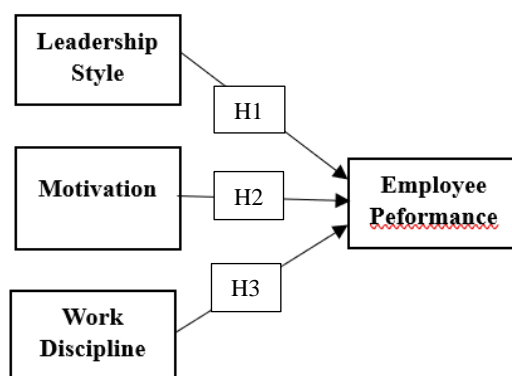 Leadership
Style
H1
Motivation
H2
Employee
Peformance
H3
Work
Discipline